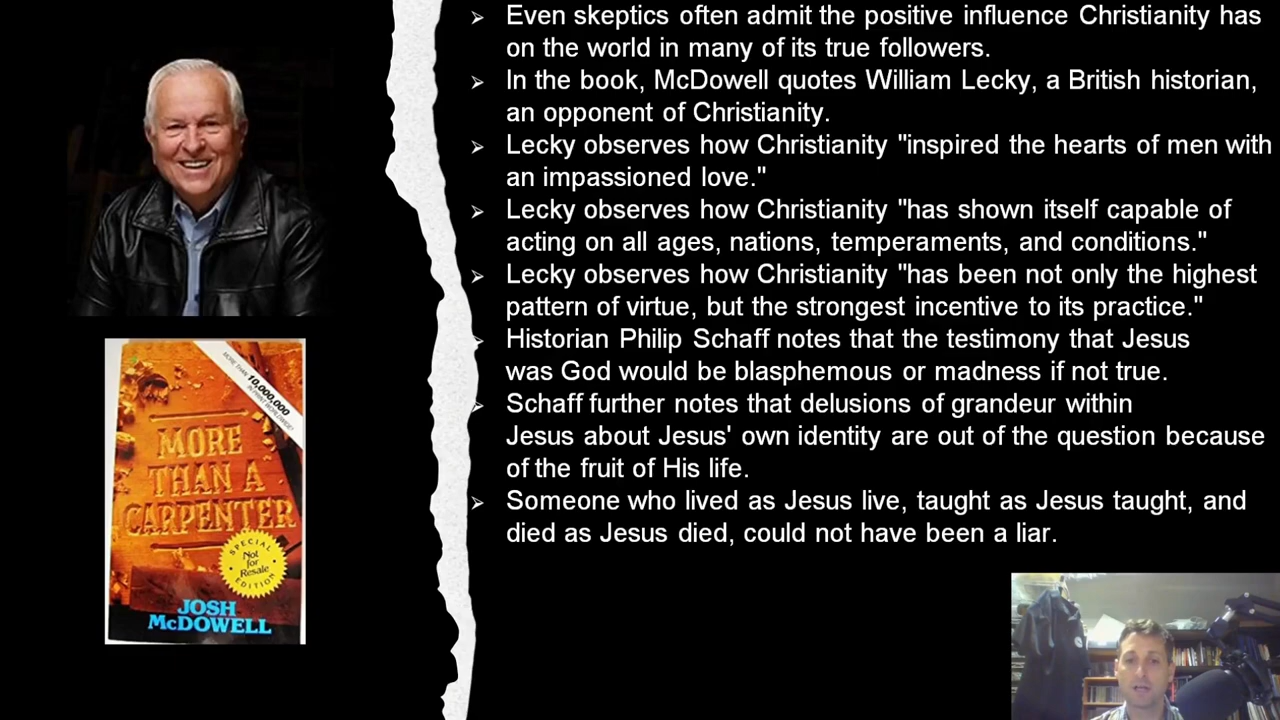 Even skeptics often admit the positive influence Christianity has
on the world in many of its true followers.
In the book, McDowell quotes William Lecky, a British historian,
an opponent of Christianity.
Lecky observes how Christianity "inspired the hearts of men with
an impassioned love."
Lecky observes how Christianity "has shown itself capable of
acting on all ages, nations, temperaments, and conditions."
Lecky observes how Christianity "has been not only the highest
pattern of virtue, but the strongest incentive to its practice."
Historian Philip Schaff notes that the testimony that Jesus
was God would be blasphemous or madness if not true.
Schaff further notes that delusions of grandeur within
Jesus about Jesus' own identity are out of the question because
of the fruit of His life.
Someone who lived as Jesus live, taught as Jesus taught, and
died as Jesus died, could not have been a liar.
MORE THAN
10,000,000
IN PRINT WORLDWIDE
MORE
THAN A
CARPENTER
SPECIAL
Not
for
Resale
EDITION
JOSH
McDOWELL